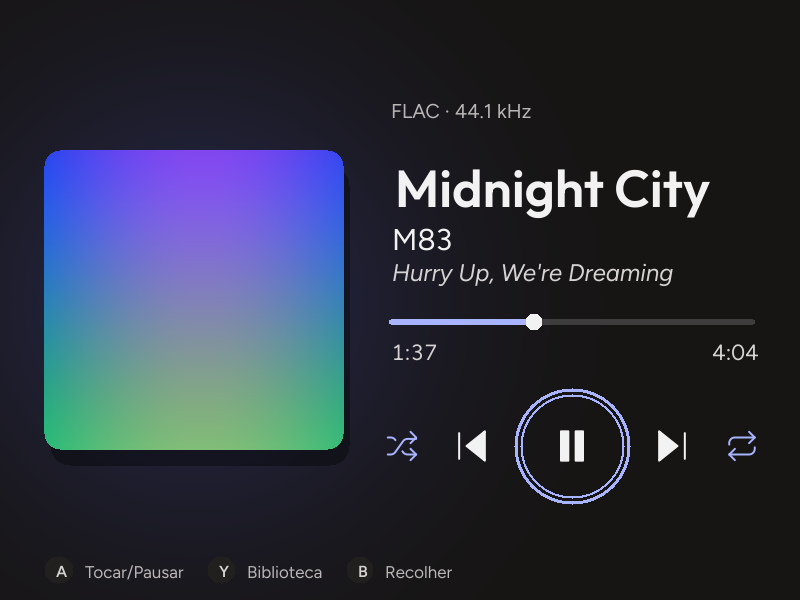 FLAC · 44.1 kHz
Midnight City
M83
Hurry Up, We're Dreaming
1:37 4:04
A Tocar/Pausar Y Biblioteca B Recolher